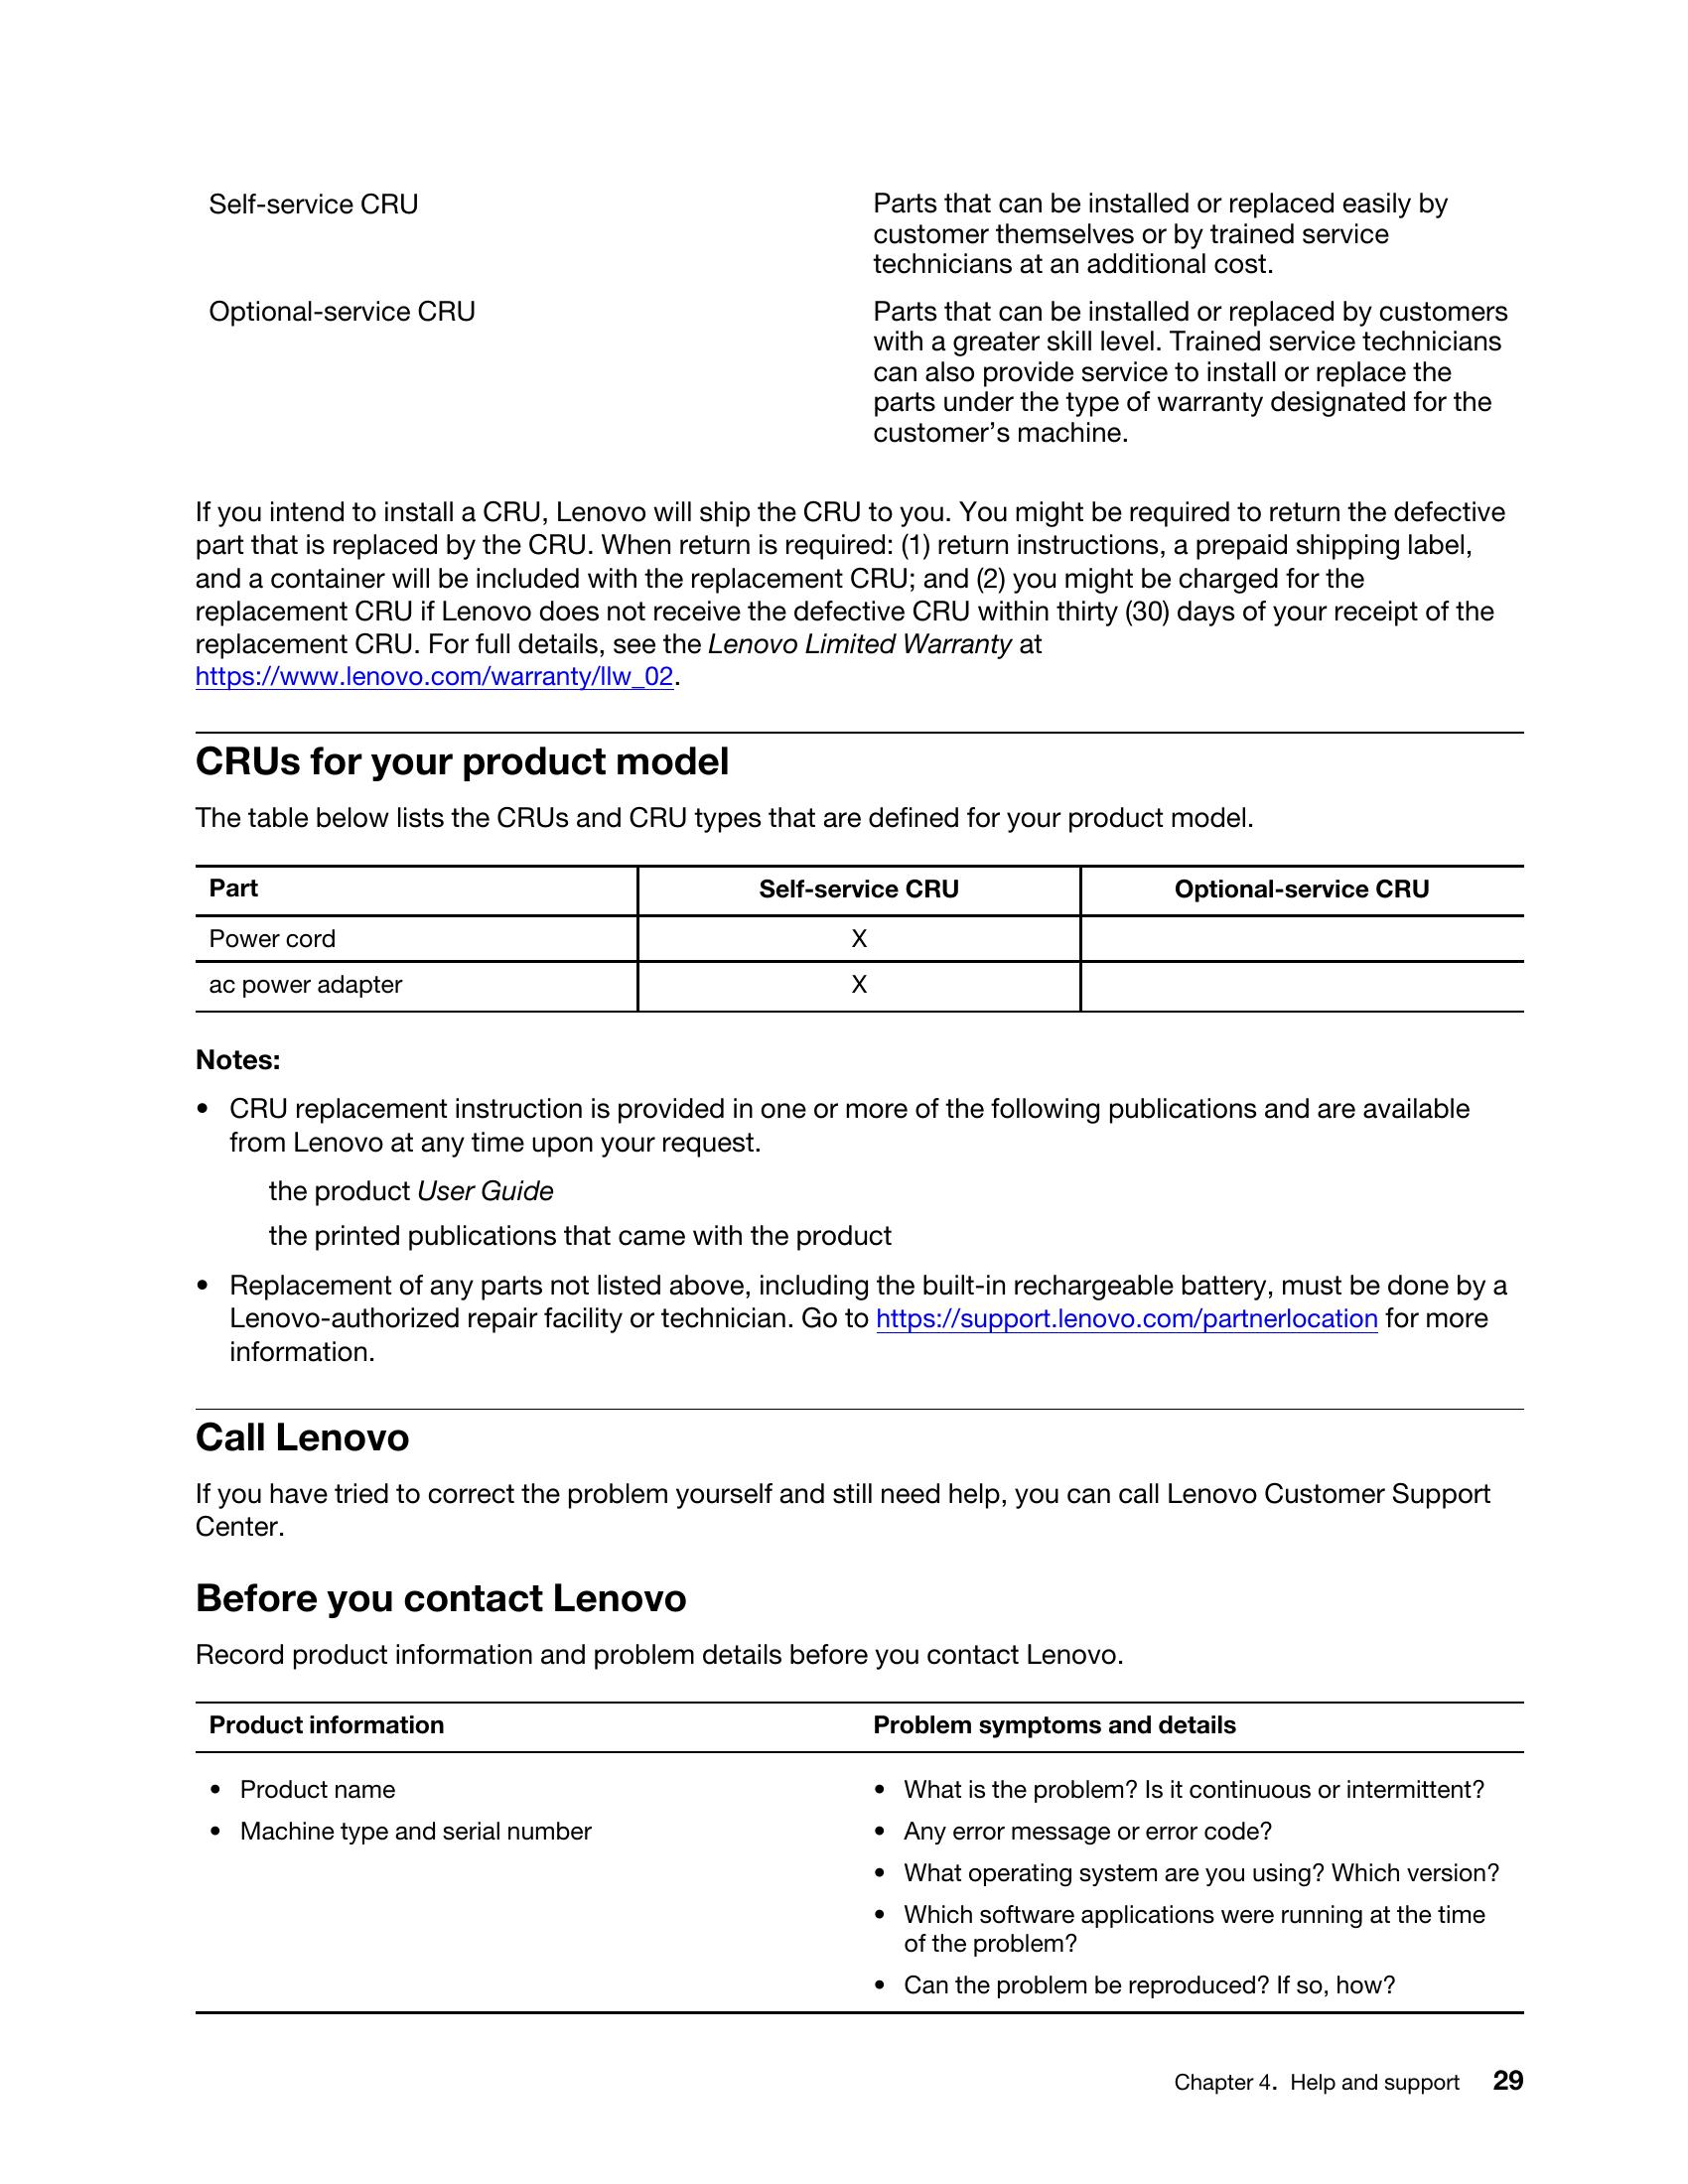 Self-service CRU
Parts that can be installed or replaced easily by
customer themselves or by trained service
technicians at an additional cost.
Optional-service CRU
Parts that can be installed or replaced by customers
with a greater skill level. Trained service technicians
can also provide service to install or replace the
parts under the type of warranty designated for the
customer’s machine.
If you intend to install a CRU, Lenovo will ship the CRU to you. You might be required to return the defective
part that is replaced by the CRU. When return is required: (1) return instructions, a prepaid shipping label,
and a container will be included with the replacement CRU; and (2) you might be charged for the
replacement CRU if Lenovo does not receive the defective CRU within thirty (30) days of your receipt of the
replacement CRU. For full details, see the Lenovo Limited Warranty at
https://www.lenovo.com/warranty/llw_02.
CRUs for your product model
The table below lists the CRUs and CRU types that are defined for your product model.
Part Self-service CRU Optional-service CRU
Power cord X
ac power adapter X
Notes:
• CRU replacement instruction is provided in one or more of the following publications and are available
from Lenovo at any time upon your request.
the product User Guide
the printed publications that came with the product
• Replacement of any parts not listed above, including the built-in rechargeable battery, must be done by a
Lenovo-authorized repair facility or technician. Go to https://support.lenovo.com/partnerlocation for more
information.
Call Lenovo
If you have tried to correct the problem yourself and still need help, you can call Lenovo Customer Support
Center.
Before you contact Lenovo
Record product information and problem details before you contact Lenovo.
Product information Problem symptoms and details
• Product name
• Machine type and serial number
• What is the problem? Is it continuous or intermittent?
• Any error message or error code?
• What operating system are you using? Which version?
• Which software applications were running at the time
of the problem?
• Can the problem be reproduced? If so, how?
Chapter 4. Help and support 29